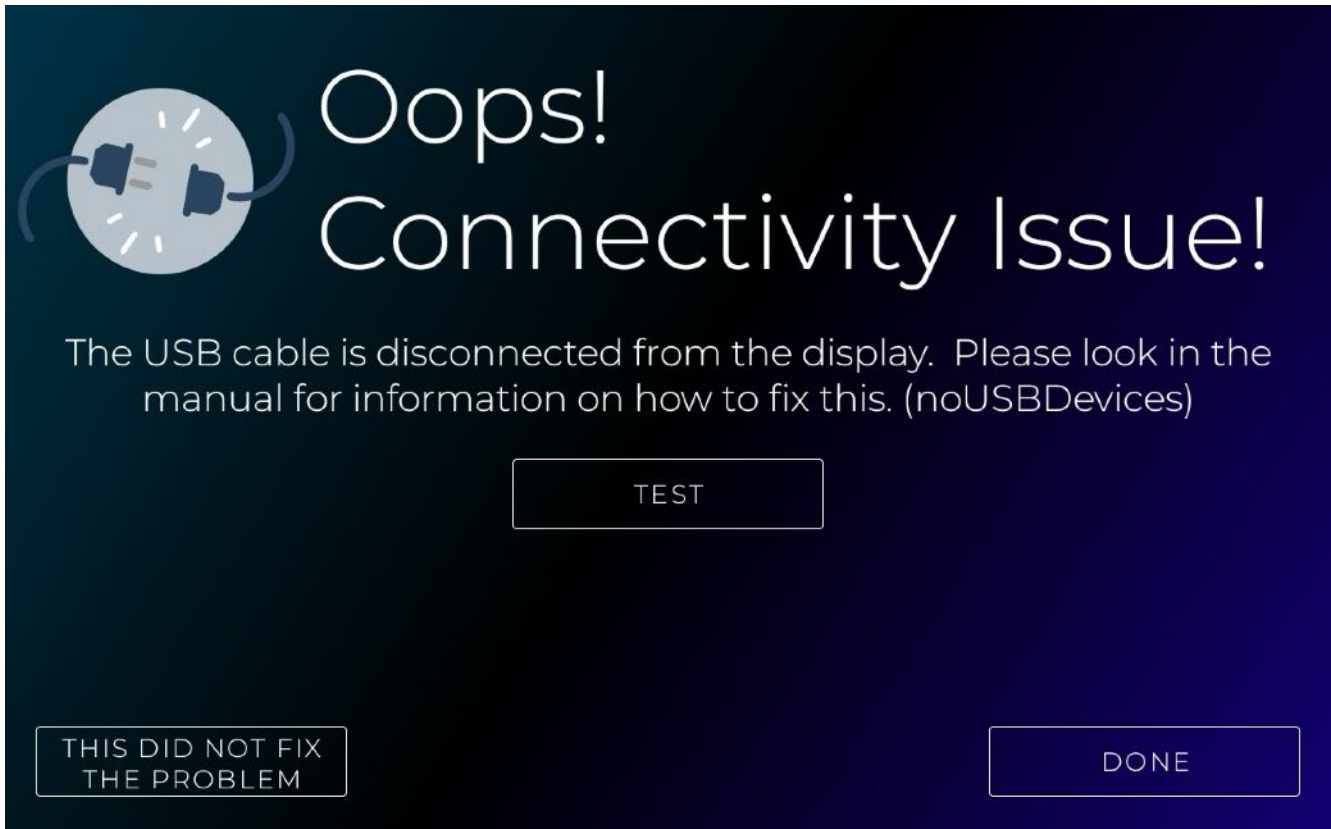 Oops!
Connectivity Issue!
The USB cable is disconnected from the display.  Please look in the
manual for information on how to fix this. (noUSBDevices)
TEST
THIS DID NOT FIX
THE PROBLEM
DONE